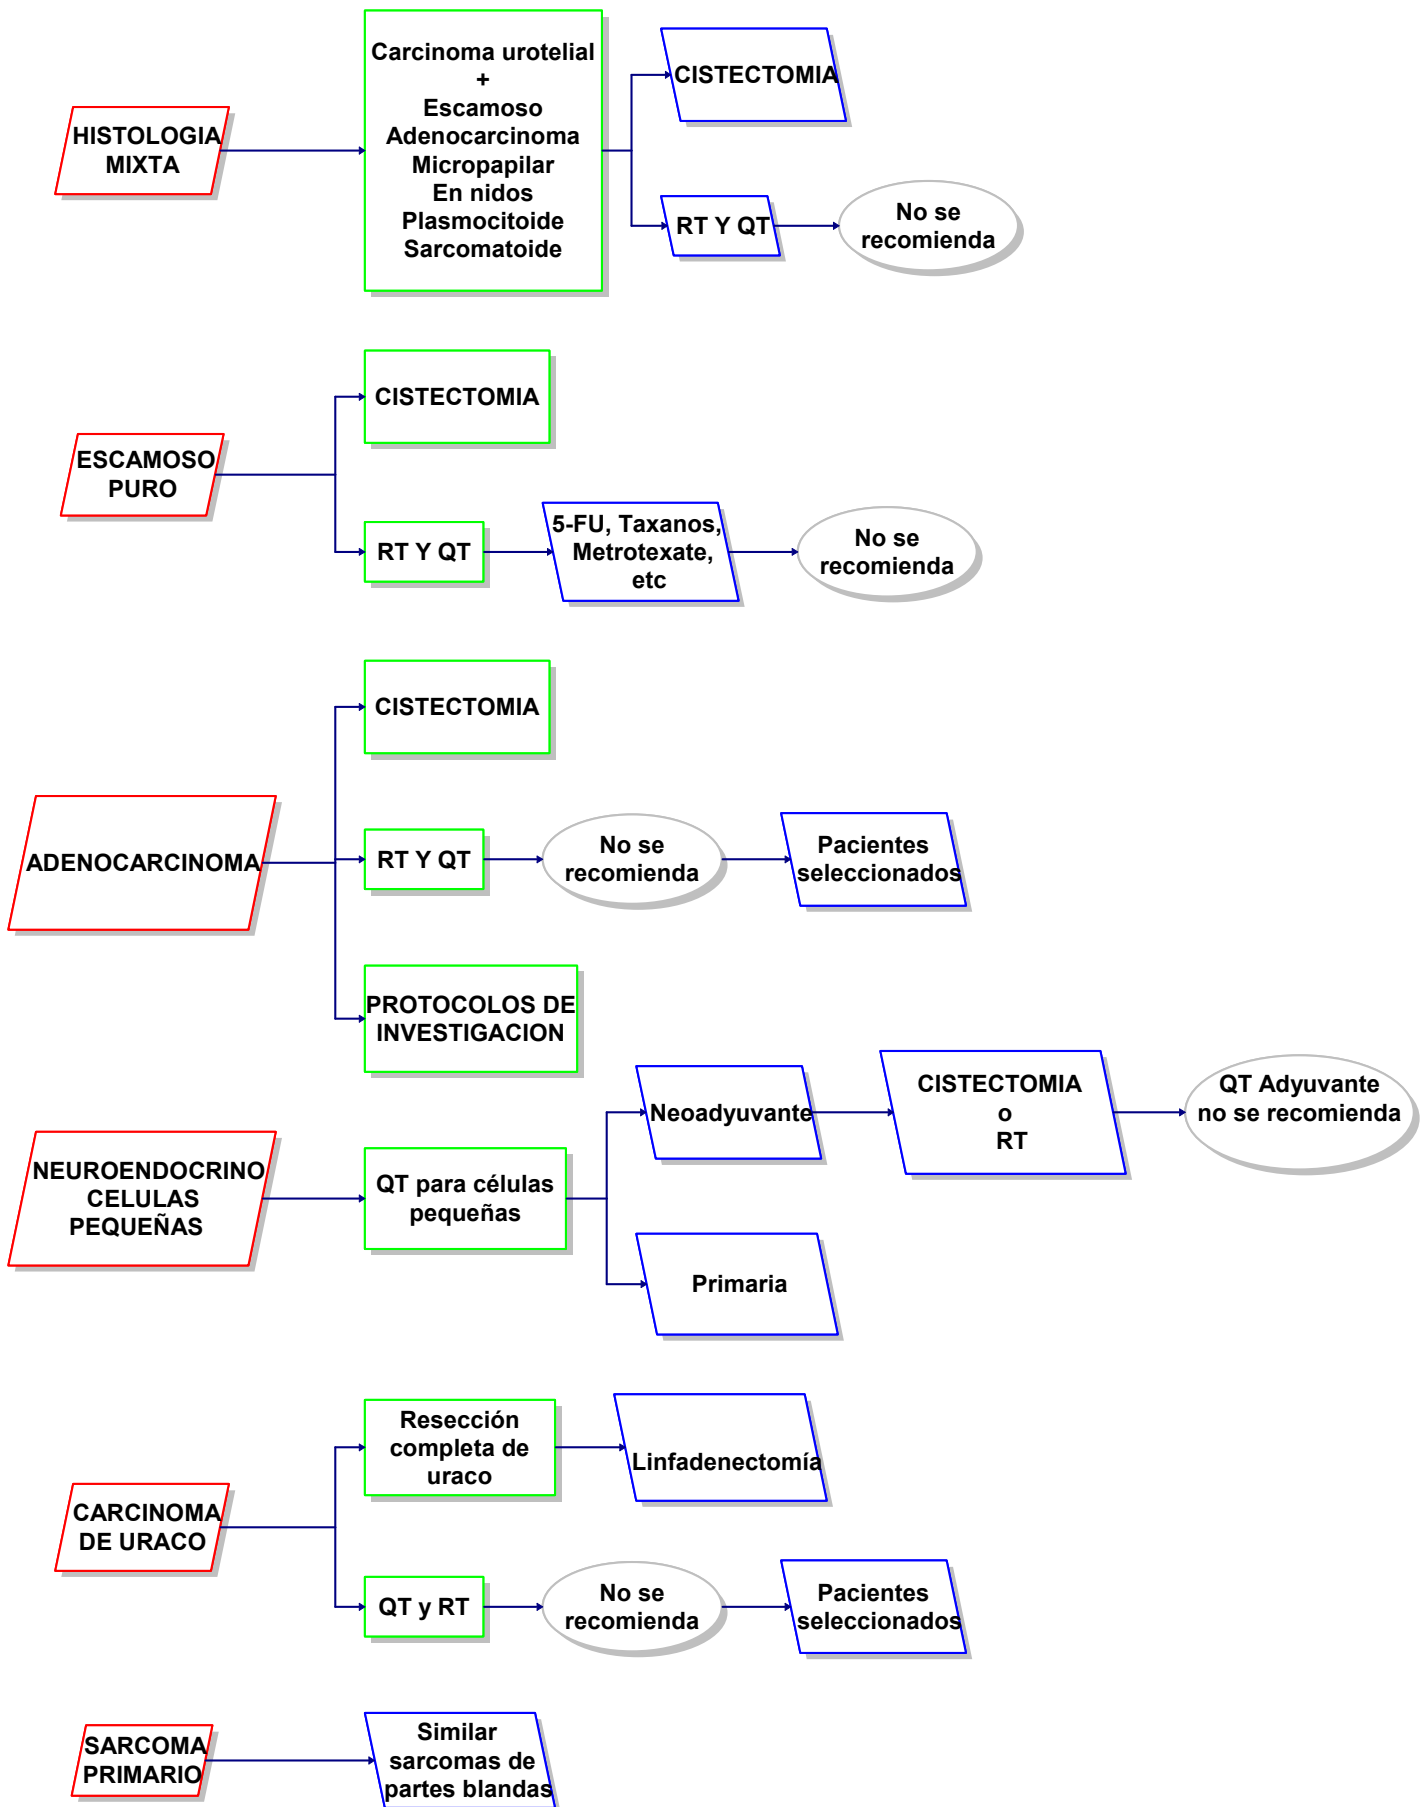 HISTOLOGIA
MIXTA
Carcinoma urotelial
+
Escamoso
Adenocarcinoma
Micropapilar
En nidos
Plasmocitoide
Sarcomatoide
CISTECTOMIA
RT Y QT
No se
recomienda
ESCAMOSO
PURO
CISTECTOMIA
RT Y QT
5-FU, Taxanos,
Metrotexate,
etc
No se
recomienda
ADENOCARCINOMA
CISTECTOMIA
RT Y QT
No se
recomienda
Pacientes
seleccionados
PROTOCOLOS DE
INVESTIGACION
NEUROENDOCRINO
CELULAS
PEQUEÑAS
QT para células
pequeñas
Neoadyuvante
CISTECTOMIA
o
RT
QT Adyuvante
no se recomienda
Primaria
CARCINOMA
DE URACO
Resección
completa de
uraco
Linfadenectomía
QT y RT
No se
recomienda
Pacientes
seleccionados
SARCOMA
PRIMARIO
Similar
sarcomas de
partes blandas